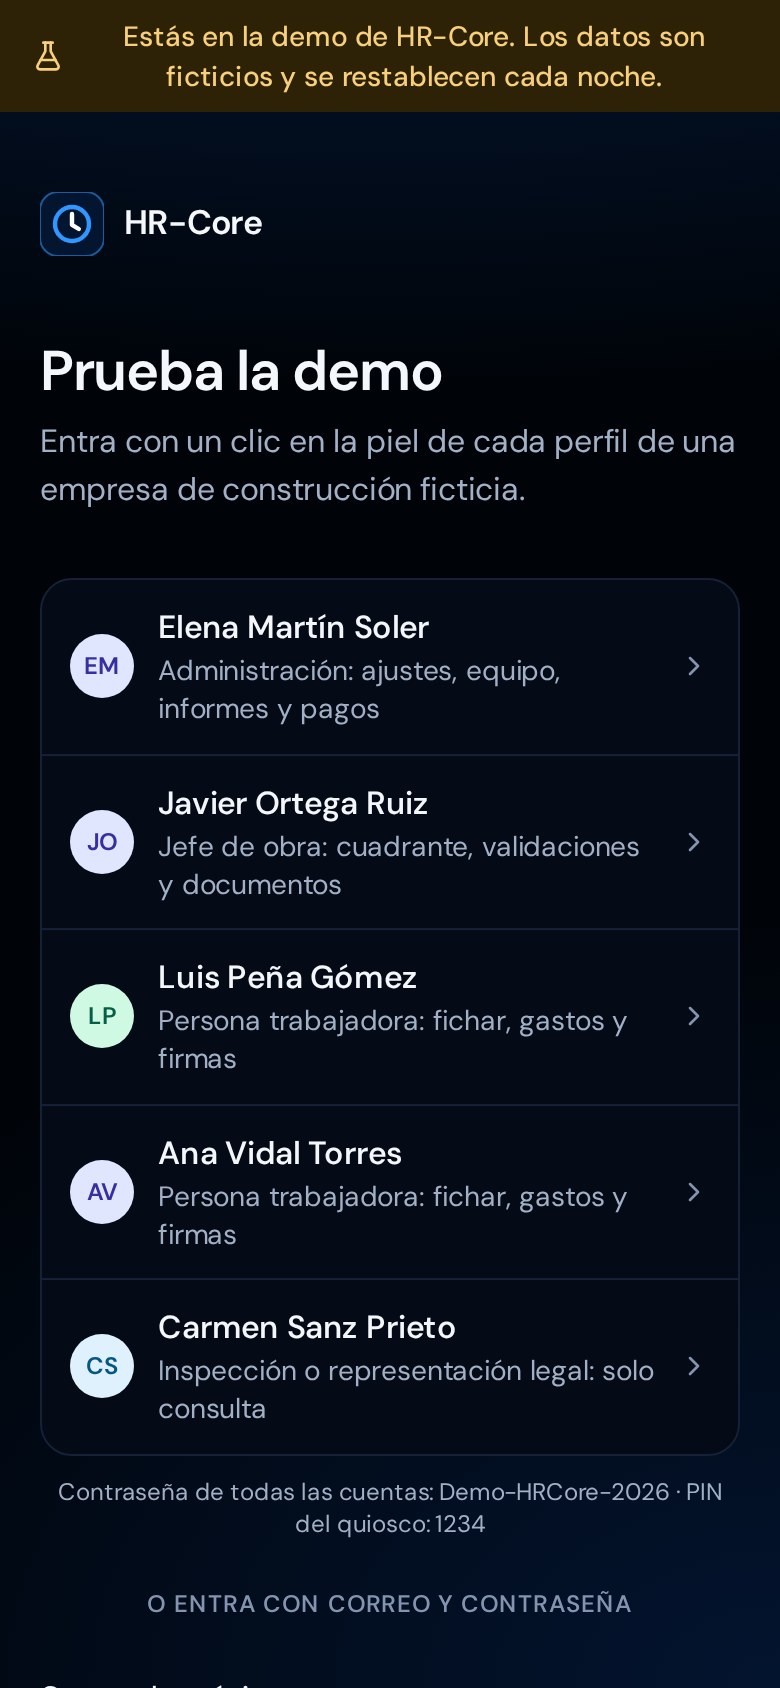 Estás en la demo de HR-Core. Los datos son
ficticios y se restablecen cada noche.
HR-Core
Prueba la demo
Entra con un clic en la piel de cada perfil de una
empresa de construcción ficticia.
EM
Elena Martín Soler
Administración: ajustes, equipo,
informes y pagos
JO
Javier Ortega Ruiz
Jefe de obra: cuadrante, validaciones
y documentos
LP
Luis Peña Gómez
Persona trabajadora: fichar, gastos y
firmas
AV
Ana Vidal Torres
Persona trabajadora: fichar, gastos y
firmas
CS
Carmen Sanz Prieto
Inspección o representación legal: solo
consulta
Contraseña de todas las cuentas: Demo-HRCore-2026 · PIN
del quiosco: 1234
O ENTRA CON CORREO Y CONTRASEÑA